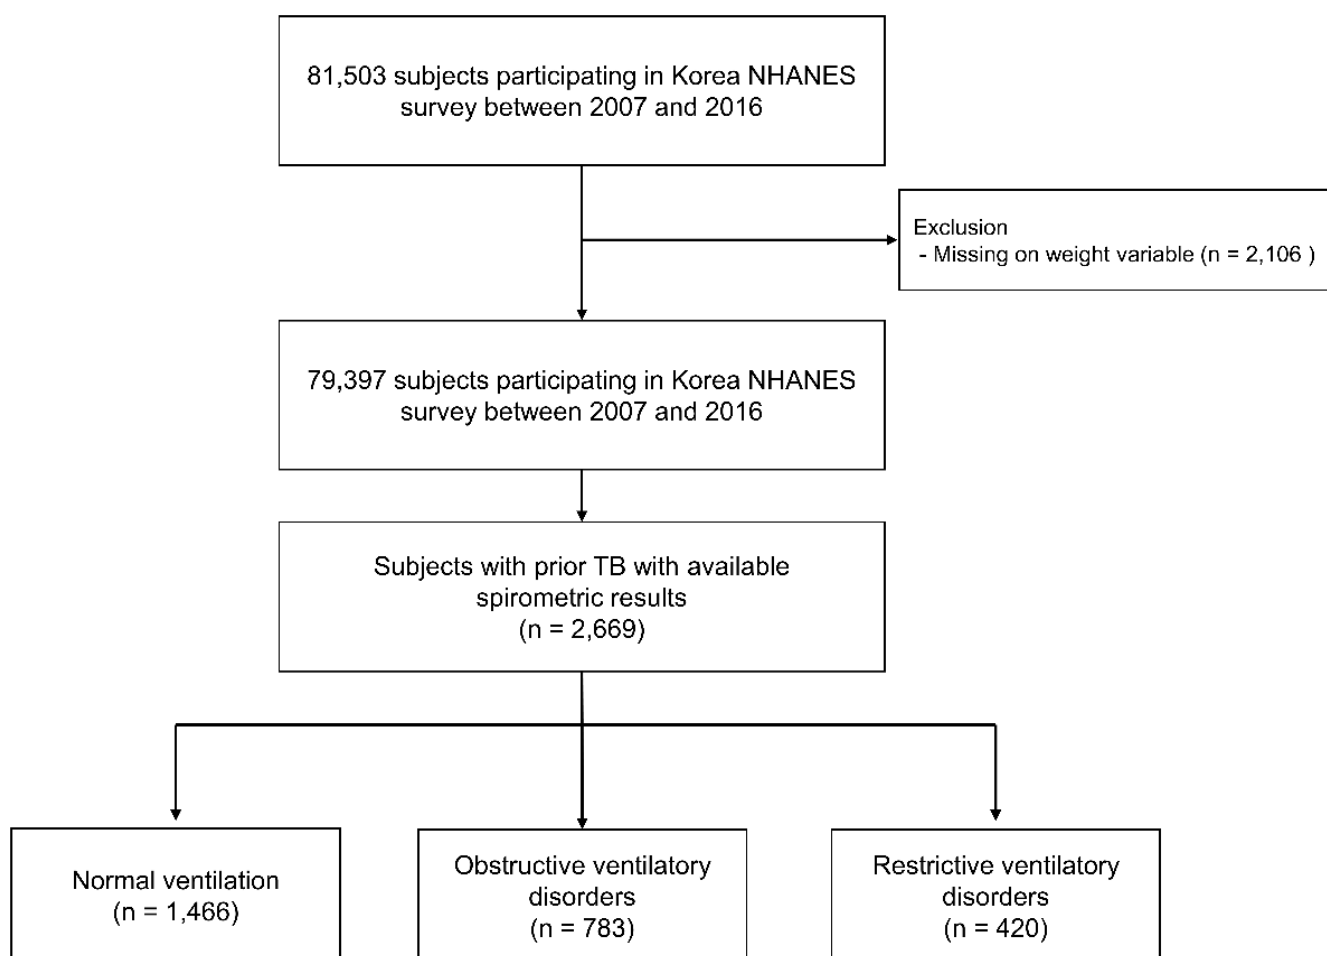 81,503 subjects participating in Korea NHANES
survey between 2007 and 2016
Exclusion
- Missing on weight variable (n = 2,106 )
79,397 subjects participating in Korea NHANES
survey between 2007 and 2016
Subjects with prior TB with available
spirometric results
(n = 2,669)
Normal ventilation
(n = 1,466)
Obstructive ventilatory
disorders
(n = 783)
Restrictive ventilatory
disorders
(n = 420)